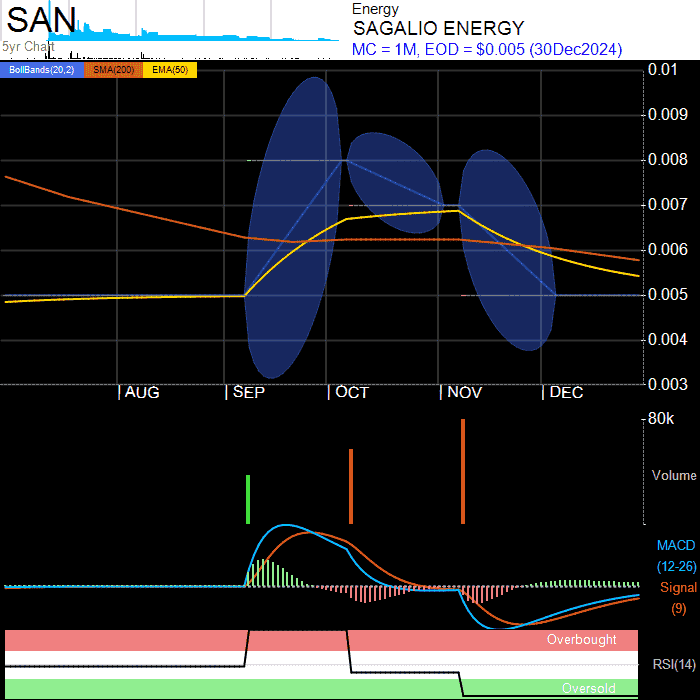 SAN
5yr Chart
Energy
SAGALIO ENERGY
MC = 1M, EOD = $0.005 (30Dec2024)
BollBands(20,2) SMA(200) EMA(50)
0.01
0.009
0.008
0.007
0.006
0.005
0.004
0.003
AUG SEP OCT NOV DEC
80k
Volume
MACD
(12-26)
Signal
(9)
Overbought
RSI(14)
Oversold